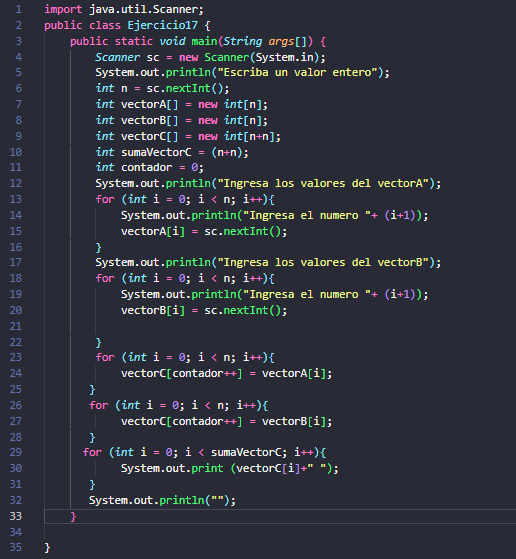 1 import java.util.Scanner;
2 public class Ejercicio17 {
3 public static void main(String args[]) {
4 Scanner sc = new Scanner(System.in);
5 System.out.println("Escriba un valor entero");
6 int n = sc.nextInt();
7 int vectorA[] = new int[n];
8 int vectorB[] = new int[n];
9 int vectorC[] = new int[n+n];
10 int sumaVectorC = (n+n);
11 int contador = 0;
12 System.out.println("Ingresa los valores del vectorA");
13 for (int i = 0; i < n; i++){
14 System.out.println("Ingresa el numero "+ (i+1));
15 vectorA[i] = sc.nextInt();
16 }
17 System.out.println("Ingresa los valores del vectorB");
18 for (int i = 0; i < n; i++){
19 System.out.println("Ingresa el numero "+ (i+1));
20 vectorB[i] = sc.nextInt();
21
22 }
23 for (int i = 0; i < n; i++){
24 vectorC[contador++] = vectorA[i];
25 }
26 for (int i = 0; i < n; i++){
27 vectorC[contador++] = vectorB[i];
28 }
29 for (int i = 0; i < sumaVectorC; i++){
30 System.out.print (vectorC[i]+" ");
31 }
32 System.out.println("");
33 }
34
35 }